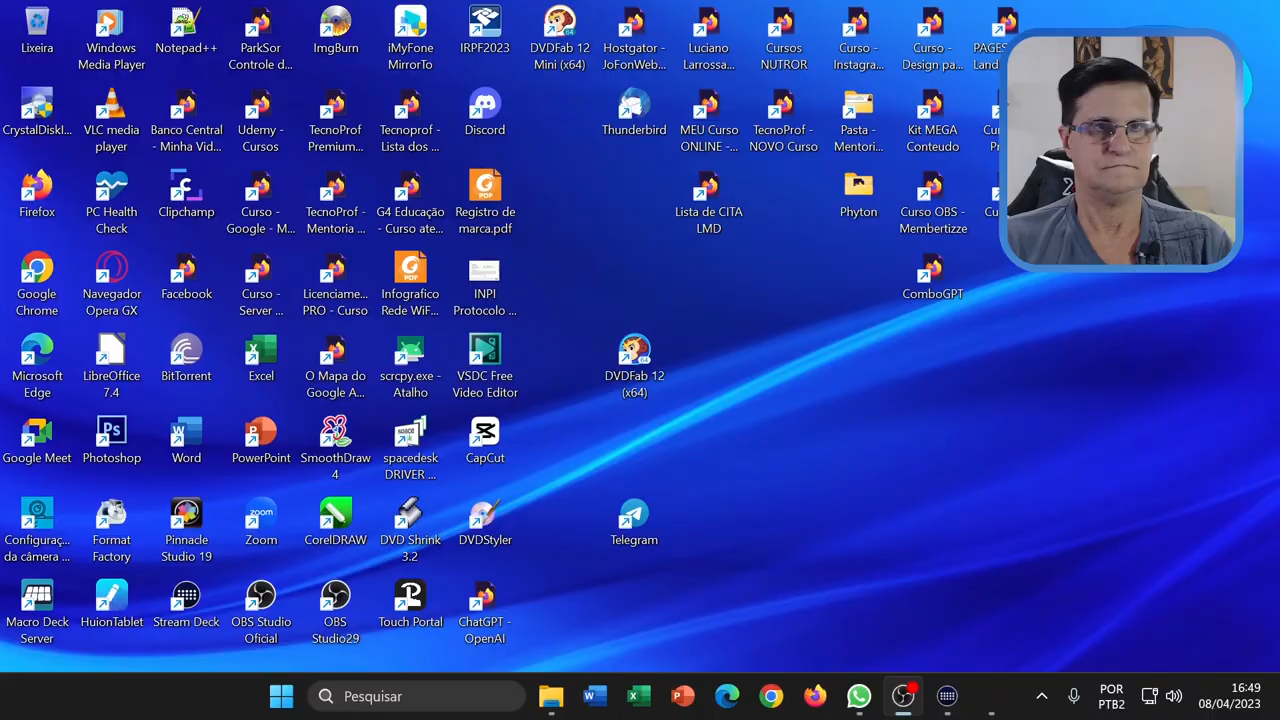 Lixeira
Windows
Media Player
Notepad++
ParkSor
Controle d...
ImgBurn
iMyFone
MirrorTo
IRPF2023
DVDFab 12
Mini (x64)
Hostgator -
JoFonWeb...
Luciano
Larrossa...
Cursos
NUTROR
Curso -
Instagra...
Curso -
Design pa...
CrystalDiskI...
VLC media
player
Banco Central
- Minha Vid...
Udemy -
Cursos
TecnoProf
Premium...
Tecnoprof -
Lista dos ...
Discord
Thunderbird
MEU Curso
ONLINE -...
TecnoProf -
NOVO Curso
Pasta -
Mentori...
Kit MEGA
Conteudo
Firefox
PC Health
Check
Clipchamp
Curso -
Google - M...
TecnoProf -
Mentoria ...
G4 Educação
- Curso ate...
Registro de
marca.pdf
Lista de CITA
LMD
Phyton
Curso OBS -
Membertizze
Google
Chrome
Navegador
Opera GX
Facebook
Curso -
Server ...
Licenciame...
PRO - Curso
Infografico
Rede WiF...
INPI
Protocolo ...
ComboGPT
Microsoft
Edge
LibreOffice
7.4
BitTorrent
Excel
O Mapa do
Google A...
scrcpy.exe -
Atalho
VSDC Free
Video Editor
DVDFab 12
(x64)
Google Meet
Photoshop
Word
PowerPoint
SmoothDraw
4
spacedesk
DRIVER ...
CapCut
Configuraç...
da câmera ...
Format
Factory
Pinnacle
Studio 19
Zoom
CorelDRAW
DVD Shrink
3.2
DVDStyler
Telegram
Macro Deck
Server
HuionTablet
Stream Deck
OBS Studio
Oficial
OBS
Studio29
Touch Portal
ChatGPT -
OpenAI
Pesquisar
POR
PTB2
16:49
08/04/2023